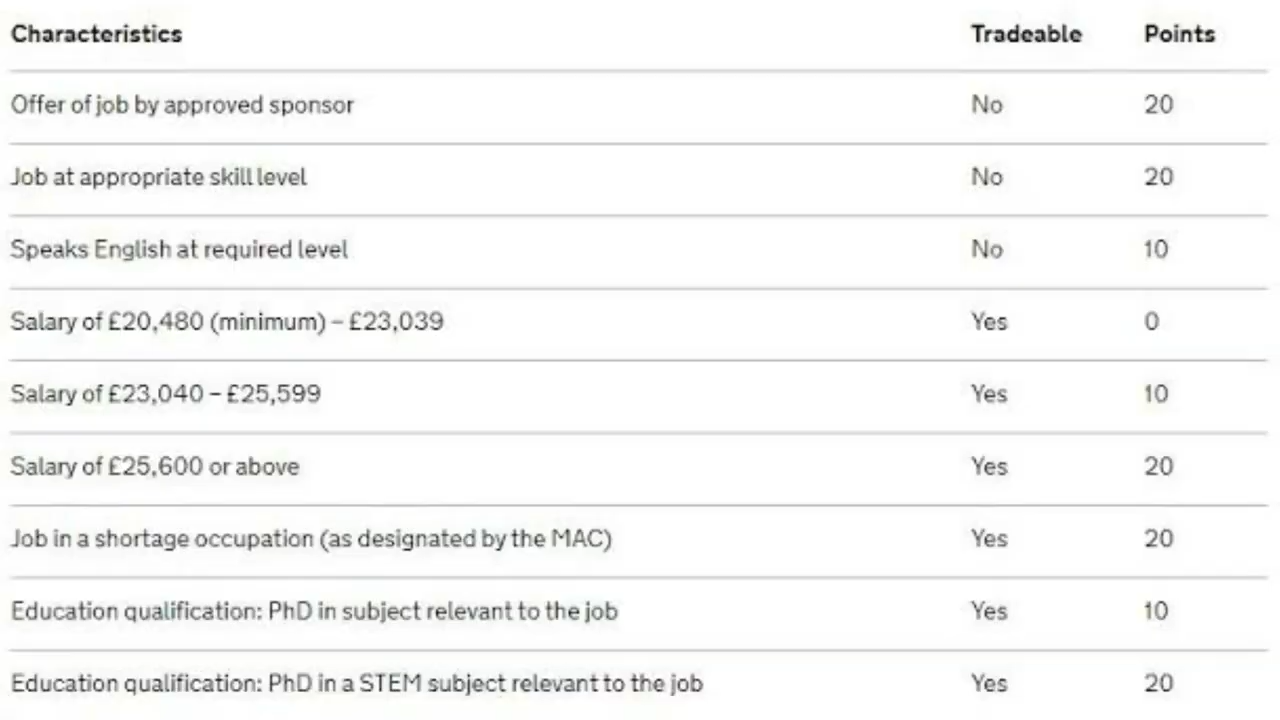 Characteristics Tradeable Points
Offer of job by approved sponsor No 20
Job at appropriate skill level No 20
Speaks English at required level No 10
Salary of £20,480 (minimum) – £23,039 Yes 0
Salary of £23,040 – £25,599 Yes 10
Salary of £25,600 or above Yes 20
Job in a shortage occupation (as designated by the MAC) Yes 20
Education qualification: PhD in subject relevant to the job Yes 10
Education qualification: PhD in a STEM subject relevant to the job Yes 20